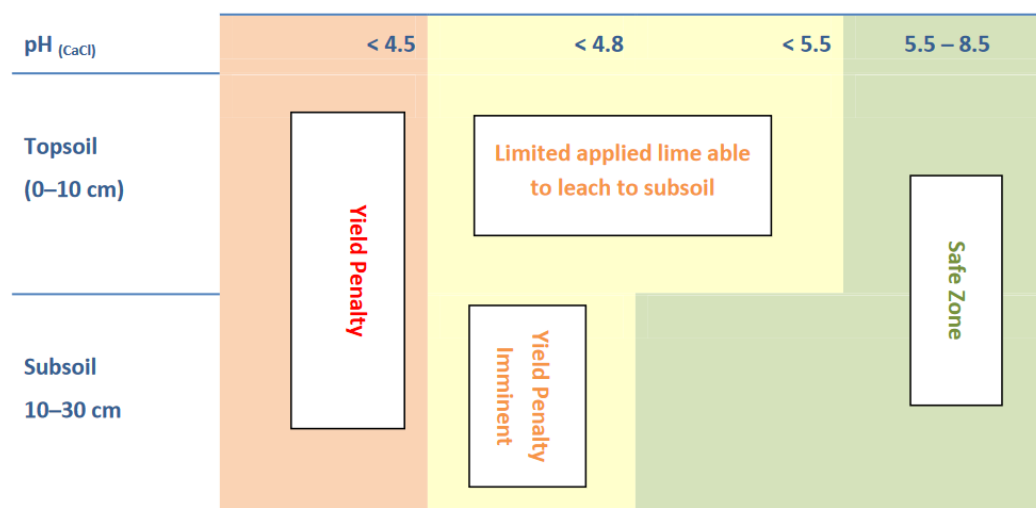 pH (CaCl)
< 4.5
< 4.8
< 5.5
5.5 – 8.5
Topsoil
(0–10 cm)
Yield Penalty
Limited applied lime able
to leach to subsoil
Safe Zone
Subsoil
10–30 cm
Yield Penalty
Imminent